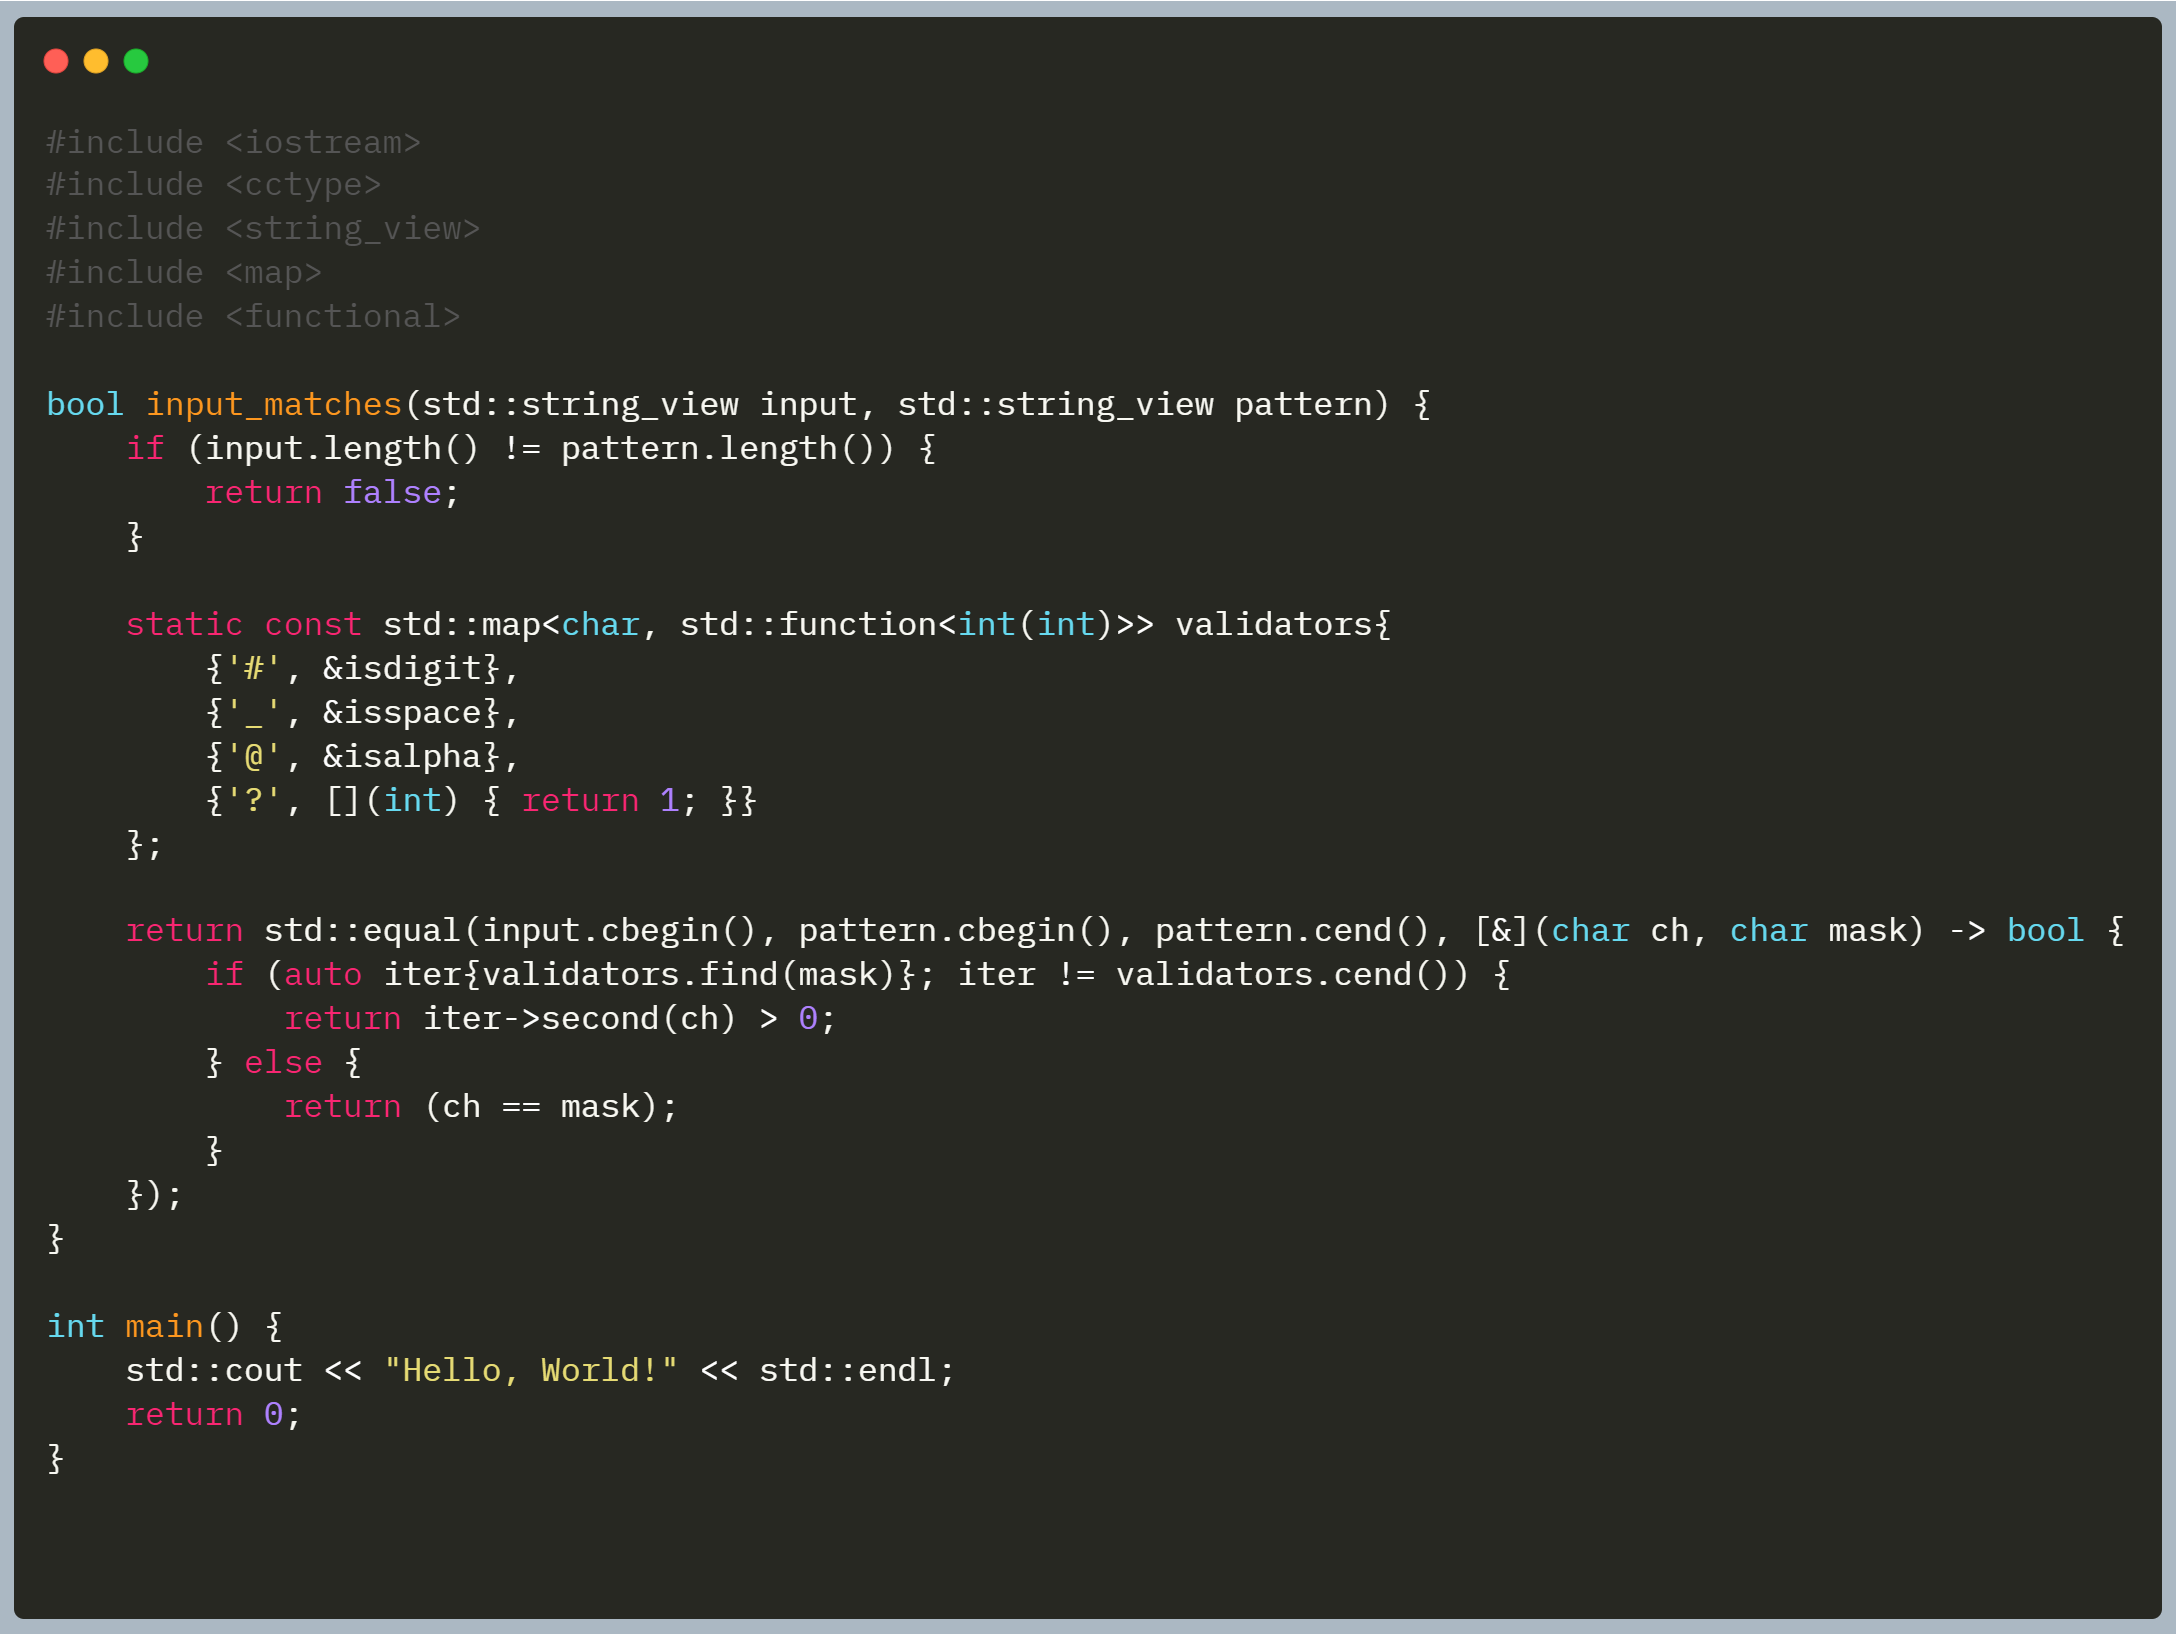 #include <iostream>
#include <cctype>
#include <string_view>
#include <map>
#include <functional>

bool input_matches(std::string_view input, std::string_view pattern) {
    if (input.length() != pattern.length()) {
        return false;
    }

    static const std::map<char, std::function<int(int)>> validators{
        {'#', &isdigit},
        {'_', &isspace},
        {'@', &isalpha},
        {'?', [](int) { return 1; }}
    };

    return std::equal(input.cbegin(), pattern.cbegin(), pattern.cend(), [&](char ch, char mask) -> bool {
        if (auto iter{validators.find(mask)}; iter != validators.cend()) {
            return iter->second(ch) > 0;
        } else {
            return (ch == mask);
        }
    });
}

int main() {
    std::cout << "Hello, World!" << std::endl;
    return 0;
}